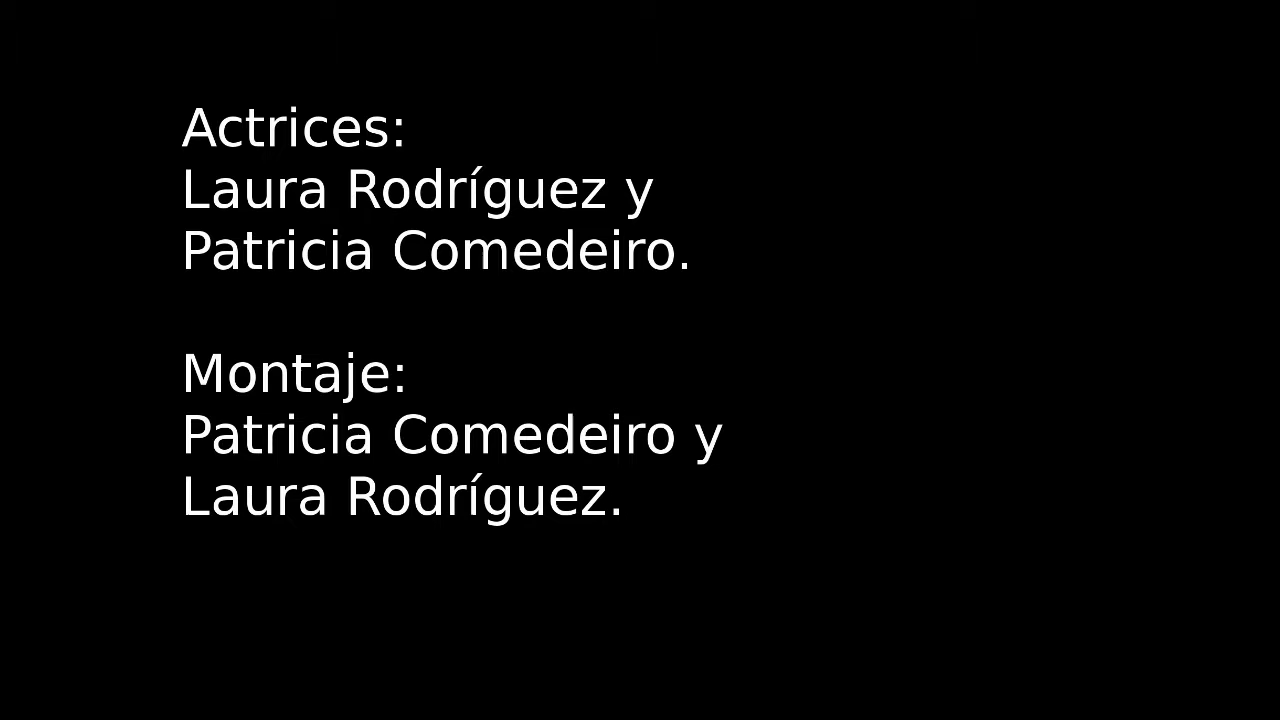 Actrices:
Laura Rodríguez y
Patricia Comedeiro.
Montaje:
Patricia Comedeiro y
Laura Rodríguez.